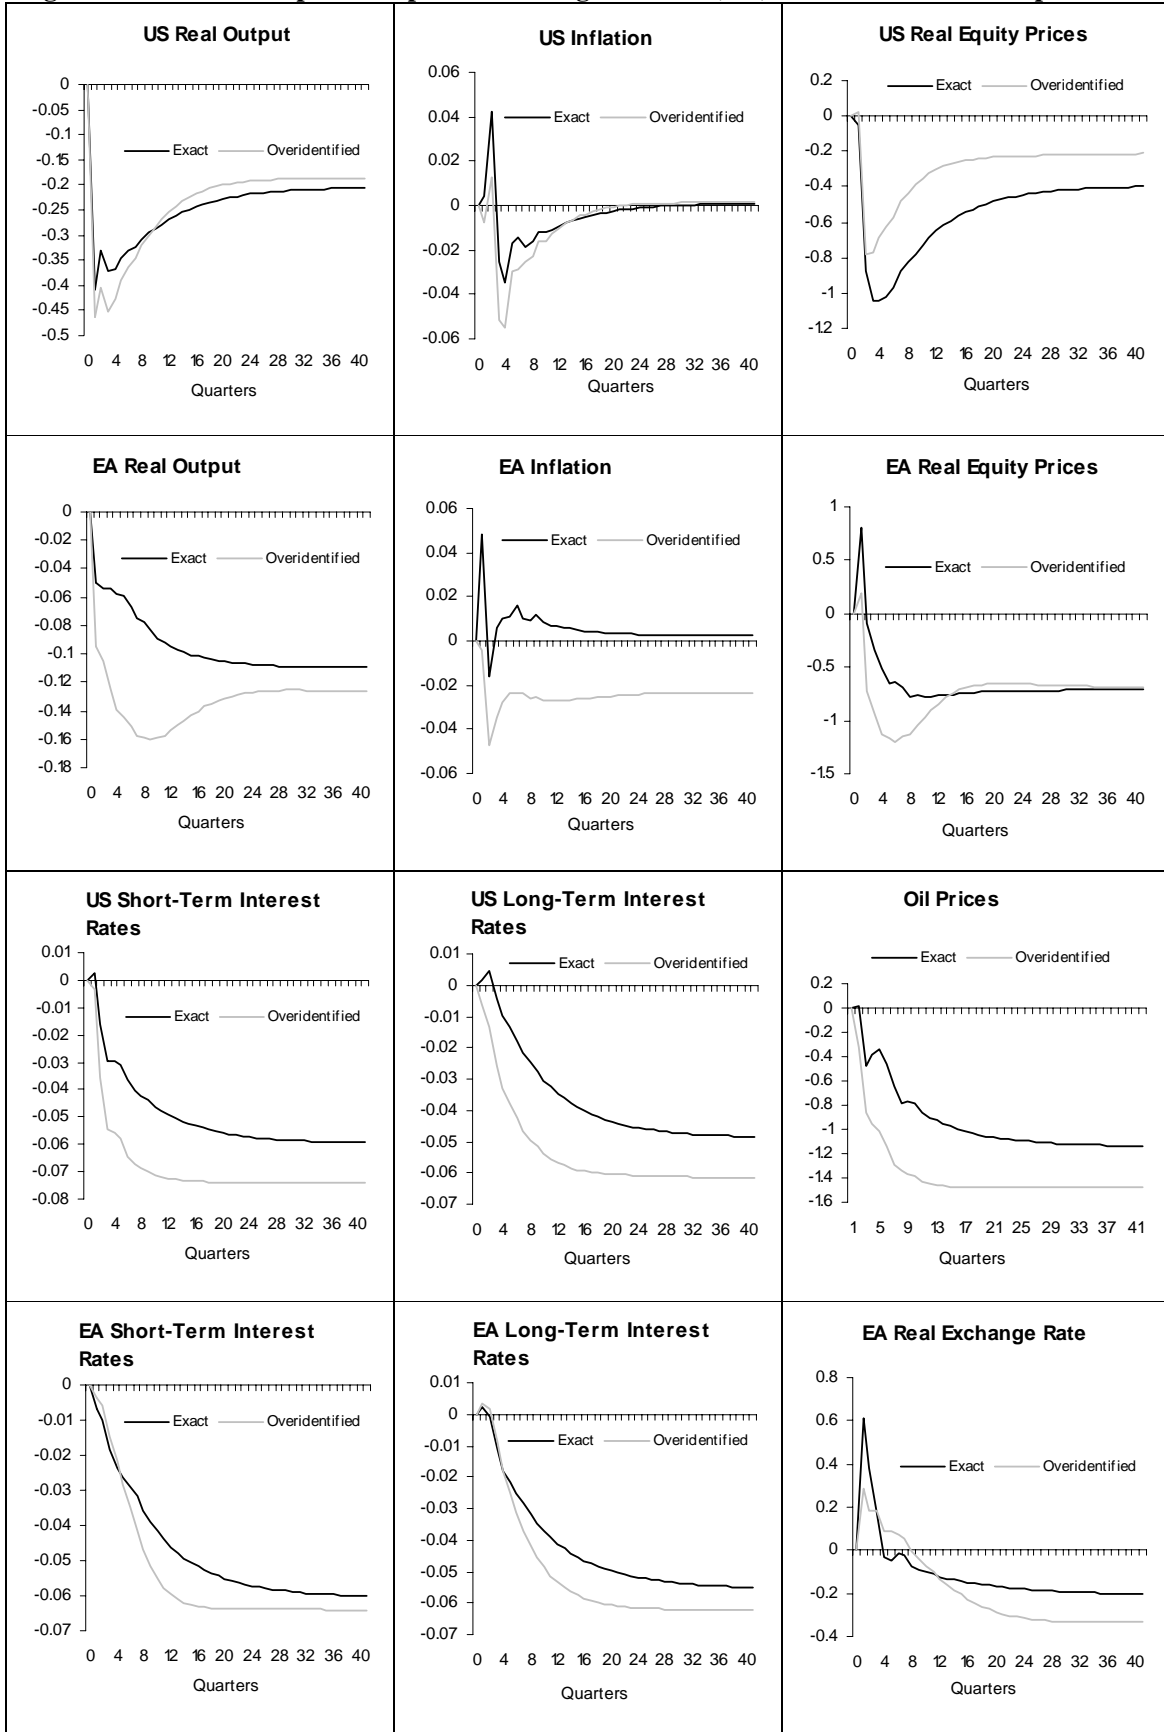 US Real Output
0
-0.05
-0.1
-0.15
-0.2
-0.25
-0.3
-0.35
-0.4
-0.45
-0.5
Exact Overidentified
0 4 8 12 16 20 24 28 32 36 40
Quarters
US Inflation
0.06
0.04
0.02
0
-0.02
-0.04
-0.06
Exact Overidentified
0 4 8 12 16 20 24 28 32 36 40
Quarters
US Real Equity Prices
0.2
0
-0.2
-0.4
-0.6
-0.8
-1
-1.2
Exact Overidentified
0 4 8 12 16 20 24 28 32 36 40
Quarters
EA Real Output
0
-0.02
-0.04
-0.06
-0.08
-0.1
-0.12
-0.14
-0.16
-0.18
Exact Overidentified
0 4 8 12 16 20 24 28 32 36 40
Quarters
EA Inflation
0.06
0.04
0.02
0
-0.02
-0.04
-0.06
Exact Overidentified
0 4 8 12 16 20 24 28 32 36 40
Quarters
EA Real Equity Prices
1
0.5
0
-0.5
-1
-1.5
Exact Overidentified
0 4 8 12 16 20 24 28 32 36 40
Quarters
US Short-Term Interest
Rates
0.01
0
-0.01
-0.02
-0.03
-0.04
-0.05
-0.06
-0.07
-0.08
Exact Overidentified
0 4 8 12 16 20 24 28 32 36 40
Quarters
US Long-Term Interest
Rates
0.01
0
-0.01
-0.02
-0.03
-0.04
-0.05
-0.06
-0.07
Exact Overidentified
0 4 8 12 16 20 24 28 32 36 40
Quarters
Oil Prices
Exact Overidentified
0.2
0
-0.2
-0.4
-0.6
-0.8
-1
-1.2
-1.4
-1.6
1 5 9 13 17 21 25 29 33 37 41
Quarters
EA Short-Term Interest
Rates
0
-0.01
-0.02
-0.03
-0.04
-0.05
-0.06
-0.07
Exact Overidentified
0 4 8 12 16 20 24 28 32 36 40
Quarters
EA Long-Term Interest
Rates
0.01
0
-0.01
-0.02
-0.03
-0.04
-0.05
-0.06
-0.07
Exact Overidentified
0 4 8 12 16 20 24 28 32 36 40
Quarters
EA Real Exchange Rate
0.8
0.6
0.4
0.2
0
-0.2
-0.4
Exact Overidentified
0 4 8 12 16 20 24 28 32 36 40
Quarters